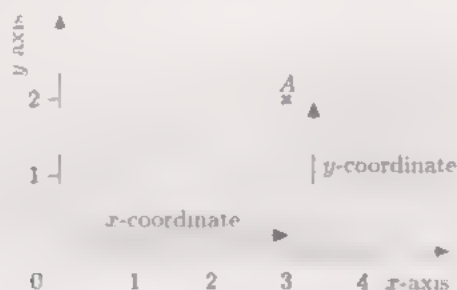 y axis
A
2
1
y-coordinate
x-coordinate
0 1 2 3 4 x-axis